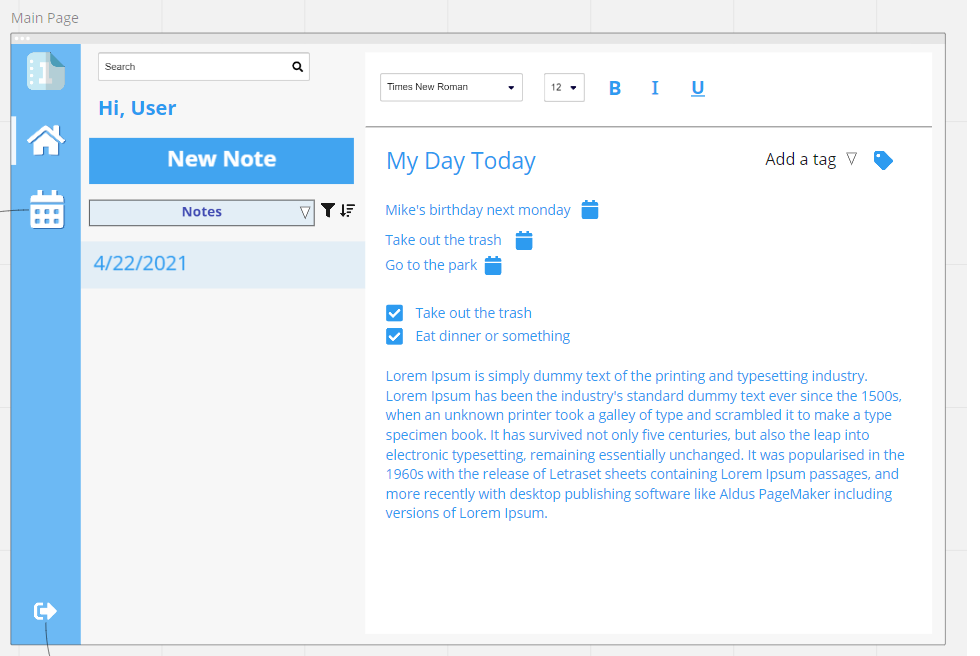 Main Page
1
Search
Hi, User
New Note
Notes
4/22/2021
Times New Roman
12
B I U
My Day Today
Add a tag
Mike's birthday next monday
Take out the trash
Go to the park
Take out the trash
Eat dinner or something
Lorem Ipsum is simply dummy text of the printing and typesetting industry.
Lorem Ipsum has been the industry's standard dummy text ever since the 1500s,
when an unknown printer took a galley of type and scrambled it to make a type
specimen book. It has survived not only five centuries, but also the leap into
electronic typesetting, remaining essentially unchanged. It was popularised in the
1960s with the release of Letraset sheets containing Lorem Ipsum passages, and
more recently with desktop publishing software like Aldus PageMaker including
versions of Lorem Ipsum.